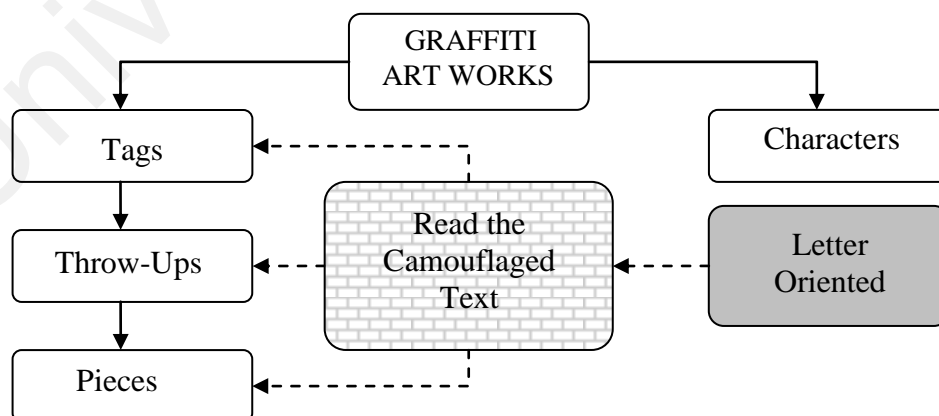 GRAFFITI
ART WORKS
Tags
Characters
Read the
Camouflaged
Text
Letter
Oriented
Throw-Ups
Pieces